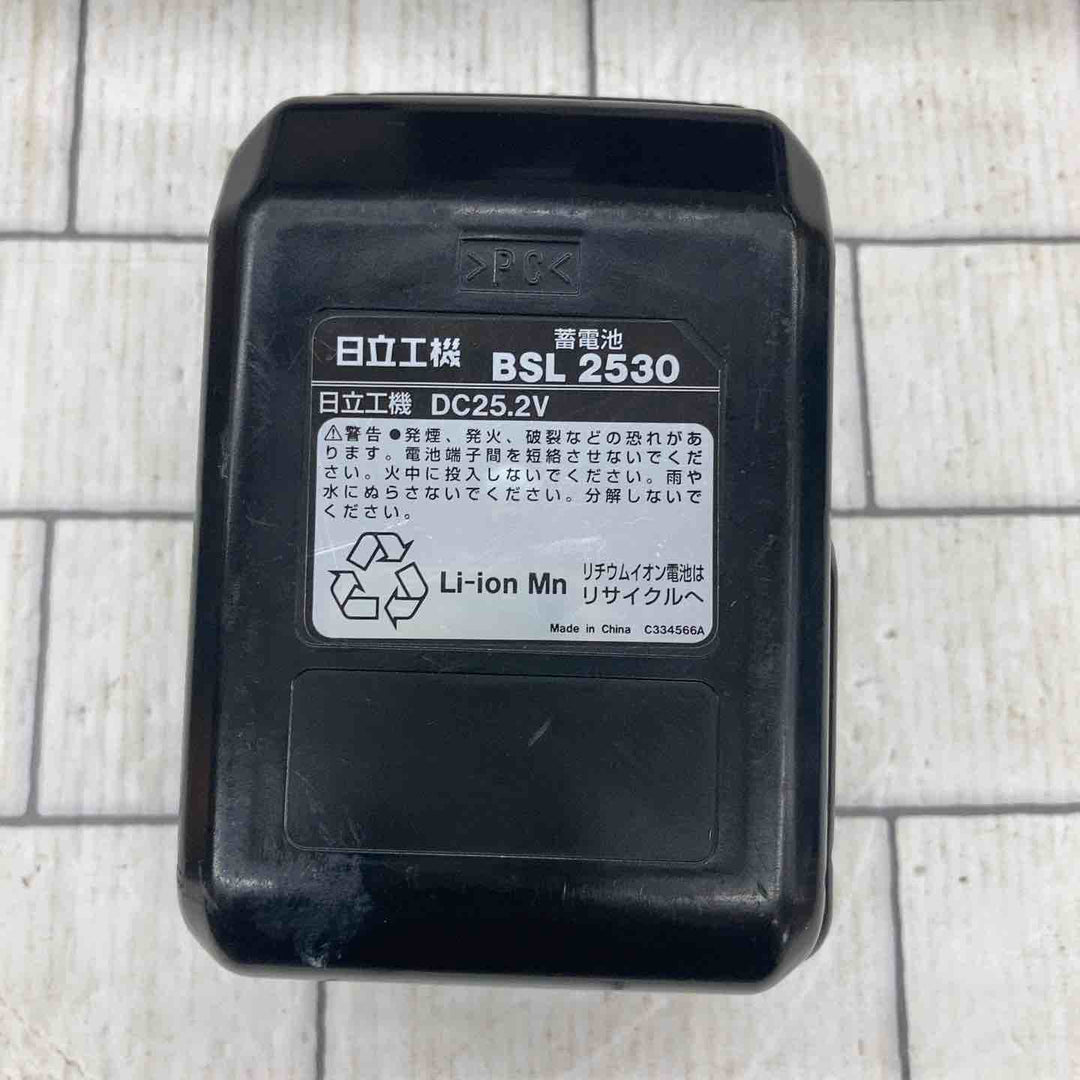 >PC<
蓄電池
日立工機 BSL 2530
日立工機 DC25.2V
⚠警告 ●発煙、発火、破裂などの恐れがあ
ります。電池端子間を短絡させないでくだ
さい。火中に投入しないでください。雨や
水にぬらさないでください。分解しないで
ください。
Li-ion Mn リチウムイオン電池は
リサイクルへ
Made in China C334566A